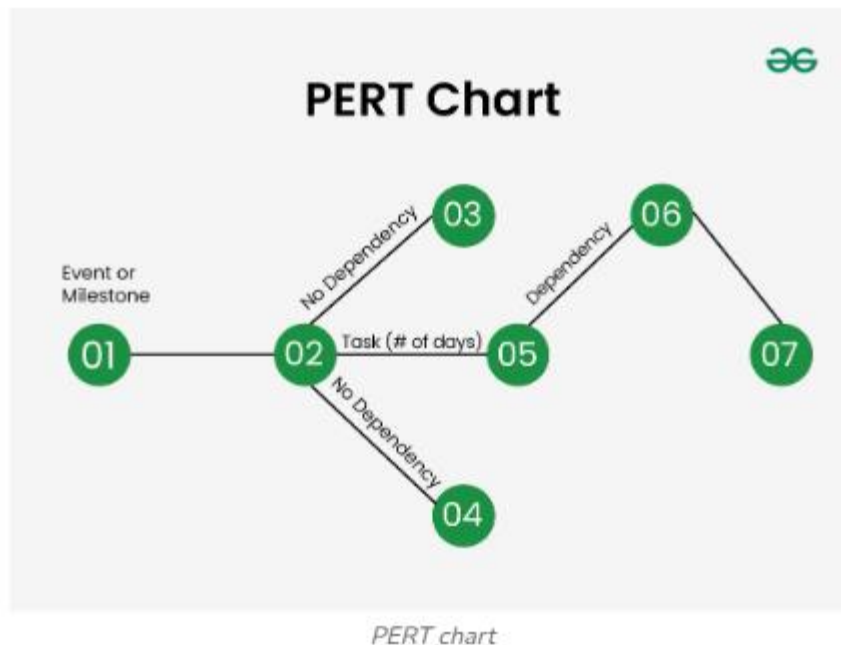 PERT Chart
03
06
No Dependency
Dependency
Event or
Milestone
01
02
Task (# of days)
05
07
No Dependency
04
PERT chart